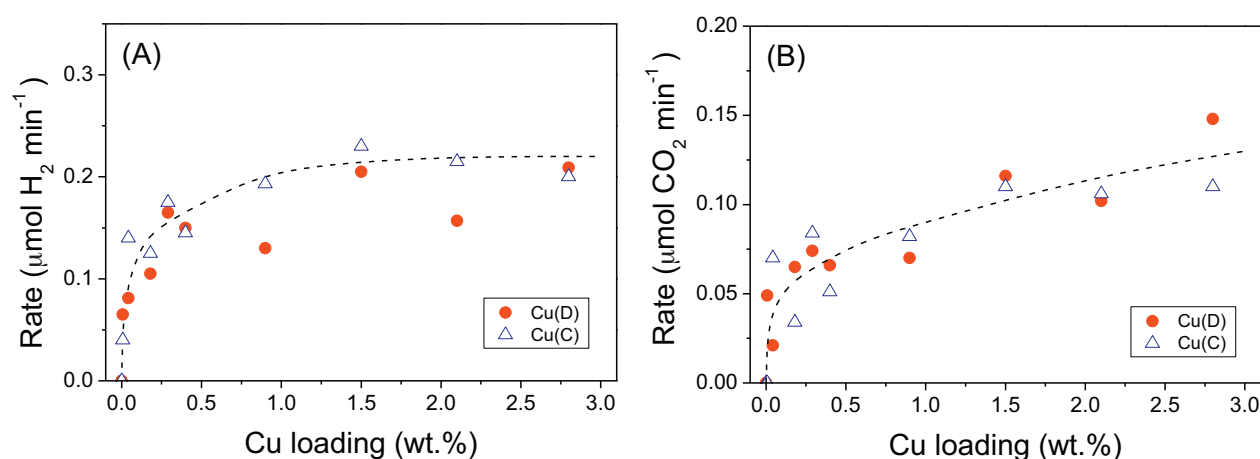 (A)
Rate (μmol H₂ min⁻¹)
0.3
0.2
0.1
0.0
Cu(D)
Cu(C)
0.0 0.5 1.0 1.5 2.0 2.5 3.0
Cu loading (wt.%)
(B)
Rate (μmol CO₂ min⁻¹)
0.20
0.15
0.10
0.05
0.00
Cu(D)
Cu(C)
0.0 0.5 1.0 1.5 2.0 2.5 3.0
Cu loading (wt.%)